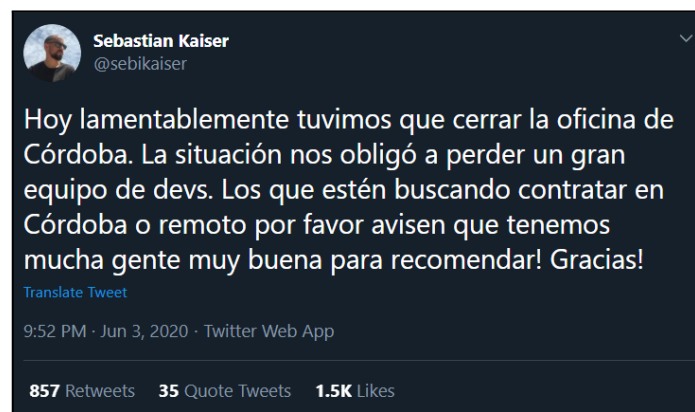 Sebastian Kaiser
@sebikaiser
Hoy lamentablemente tuvimos que cerrar la oficina de
Córdoba. La situación nos obligó a perder un gran
equipo de devs. Los que estén buscando contratar en
Córdoba o remoto por favor avisen que tenemos
mucha gente muy buena para recomendar! Gracias!
Translate Tweet
9:52 PM · Jun 3, 2020 · Twitter Web App
857 Retweets 35 Quote Tweets 1.5K Likes